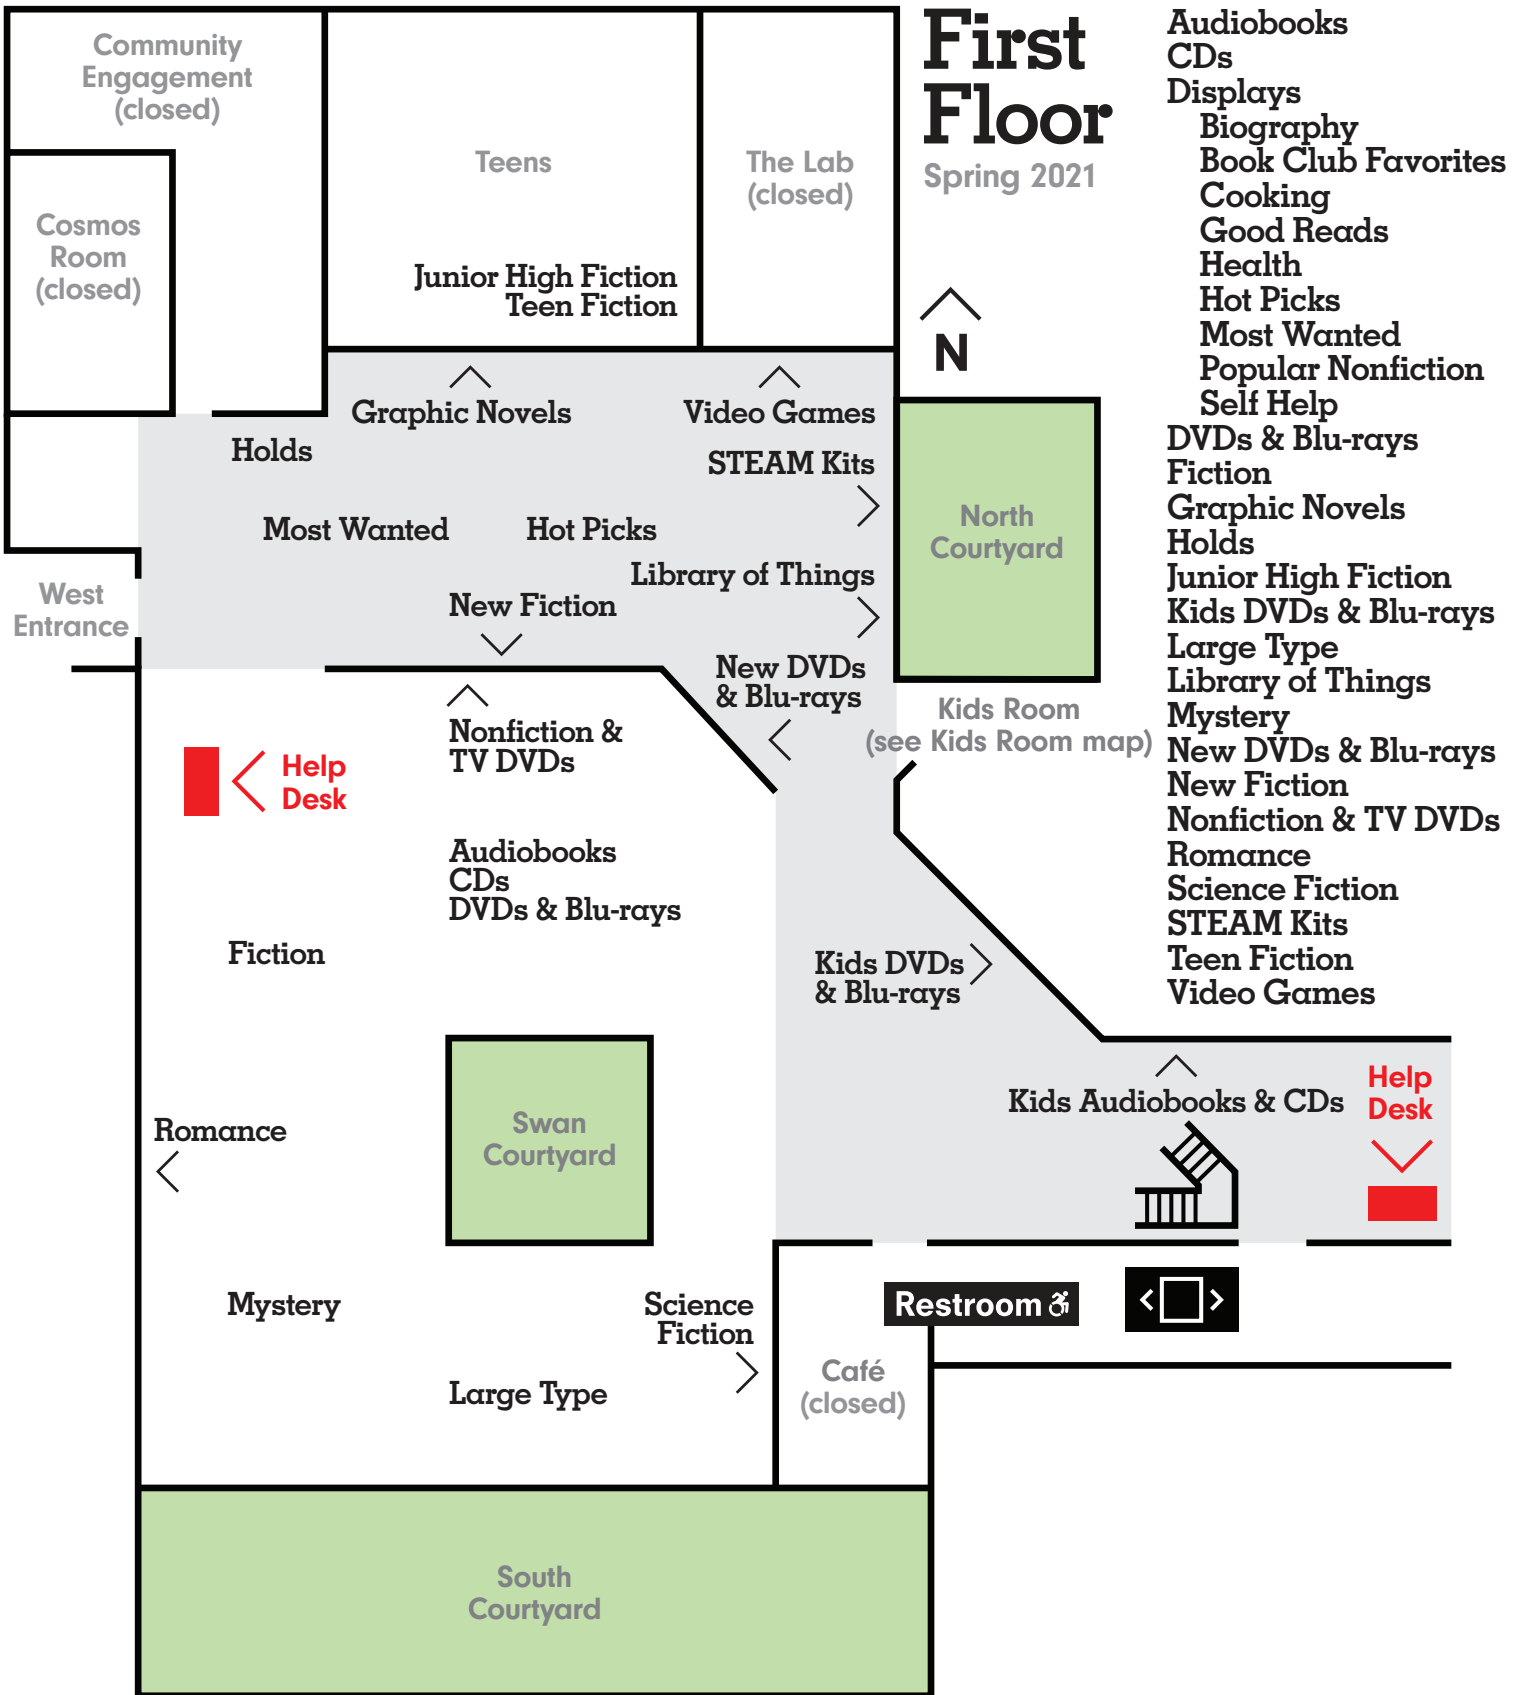 Community
Engagement
(closed)
Cosmos
Room
(closed)
Teens
Junior High Fiction
Teen Fiction
The Lab
(closed)
First
Floor
Spring 2021
N
Graphic Novels
Video Games
Holds
STEAM Kits
Most Wanted
Hot Picks
Library of Things
New Fiction
West
Entrance
North
Courtyard
New DVDs
& Blu-rays
Kids Room
(see Kids Room map)
Nonfiction &
TV DVDs
Help
Desk
Audiobooks
CDs
DVDs & Blu-rays
Fiction
Kids DVDs
& Blu-rays
Romance
Swan
Courtyard
Kids Audiobooks & CDs
Help
Desk
Mystery
Science
Fiction
Large Type
Restroom
Café
(closed)
South
Courtyard
Audiobooks
CDs
Displays
Biography
Book Club Favorites
Cooking
Good Reads
Health
Hot Picks
Most Wanted
Popular Nonfiction
Self Help
DVDs & Blu-rays
Fiction
Graphic Novels
Holds
Junior High Fiction
Kids DVDs & Blu-rays
Large Type
Library of Things
Mystery
New DVDs & Blu-rays
New Fiction
Nonfiction & TV DVDs
Romance
Science Fiction
STEAM Kits
Teen Fiction
Video Games